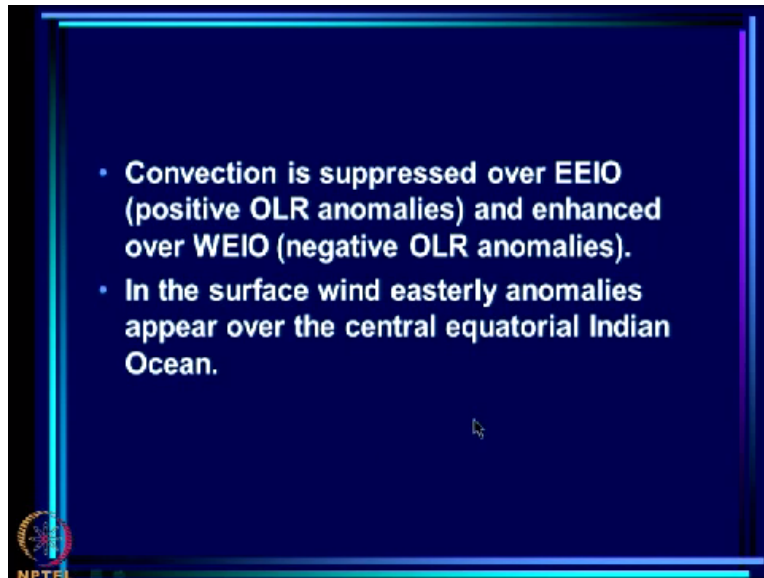 • Convection is suppressed over EEIO
(positive OLR anomalies) and enhanced
over WEIO (negative OLR anomalies).
• In the surface wind easterly anomalies
appear over the central equatorial Indian
Ocean.
NPTEL